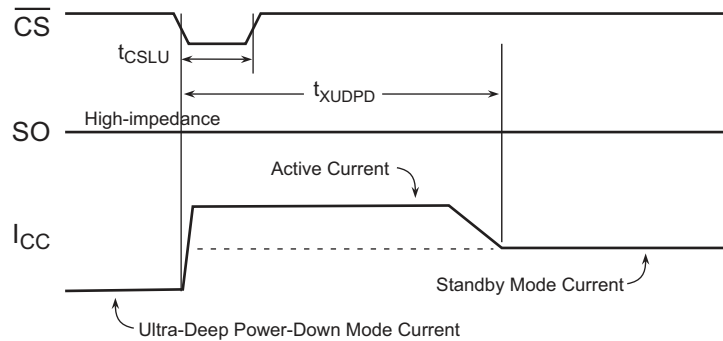 CS
tCSLU
tXUDPD
High-impedance
SO
Active Current
ICC
Standby Mode Current
Ultra-Deep Power-Down Mode Current